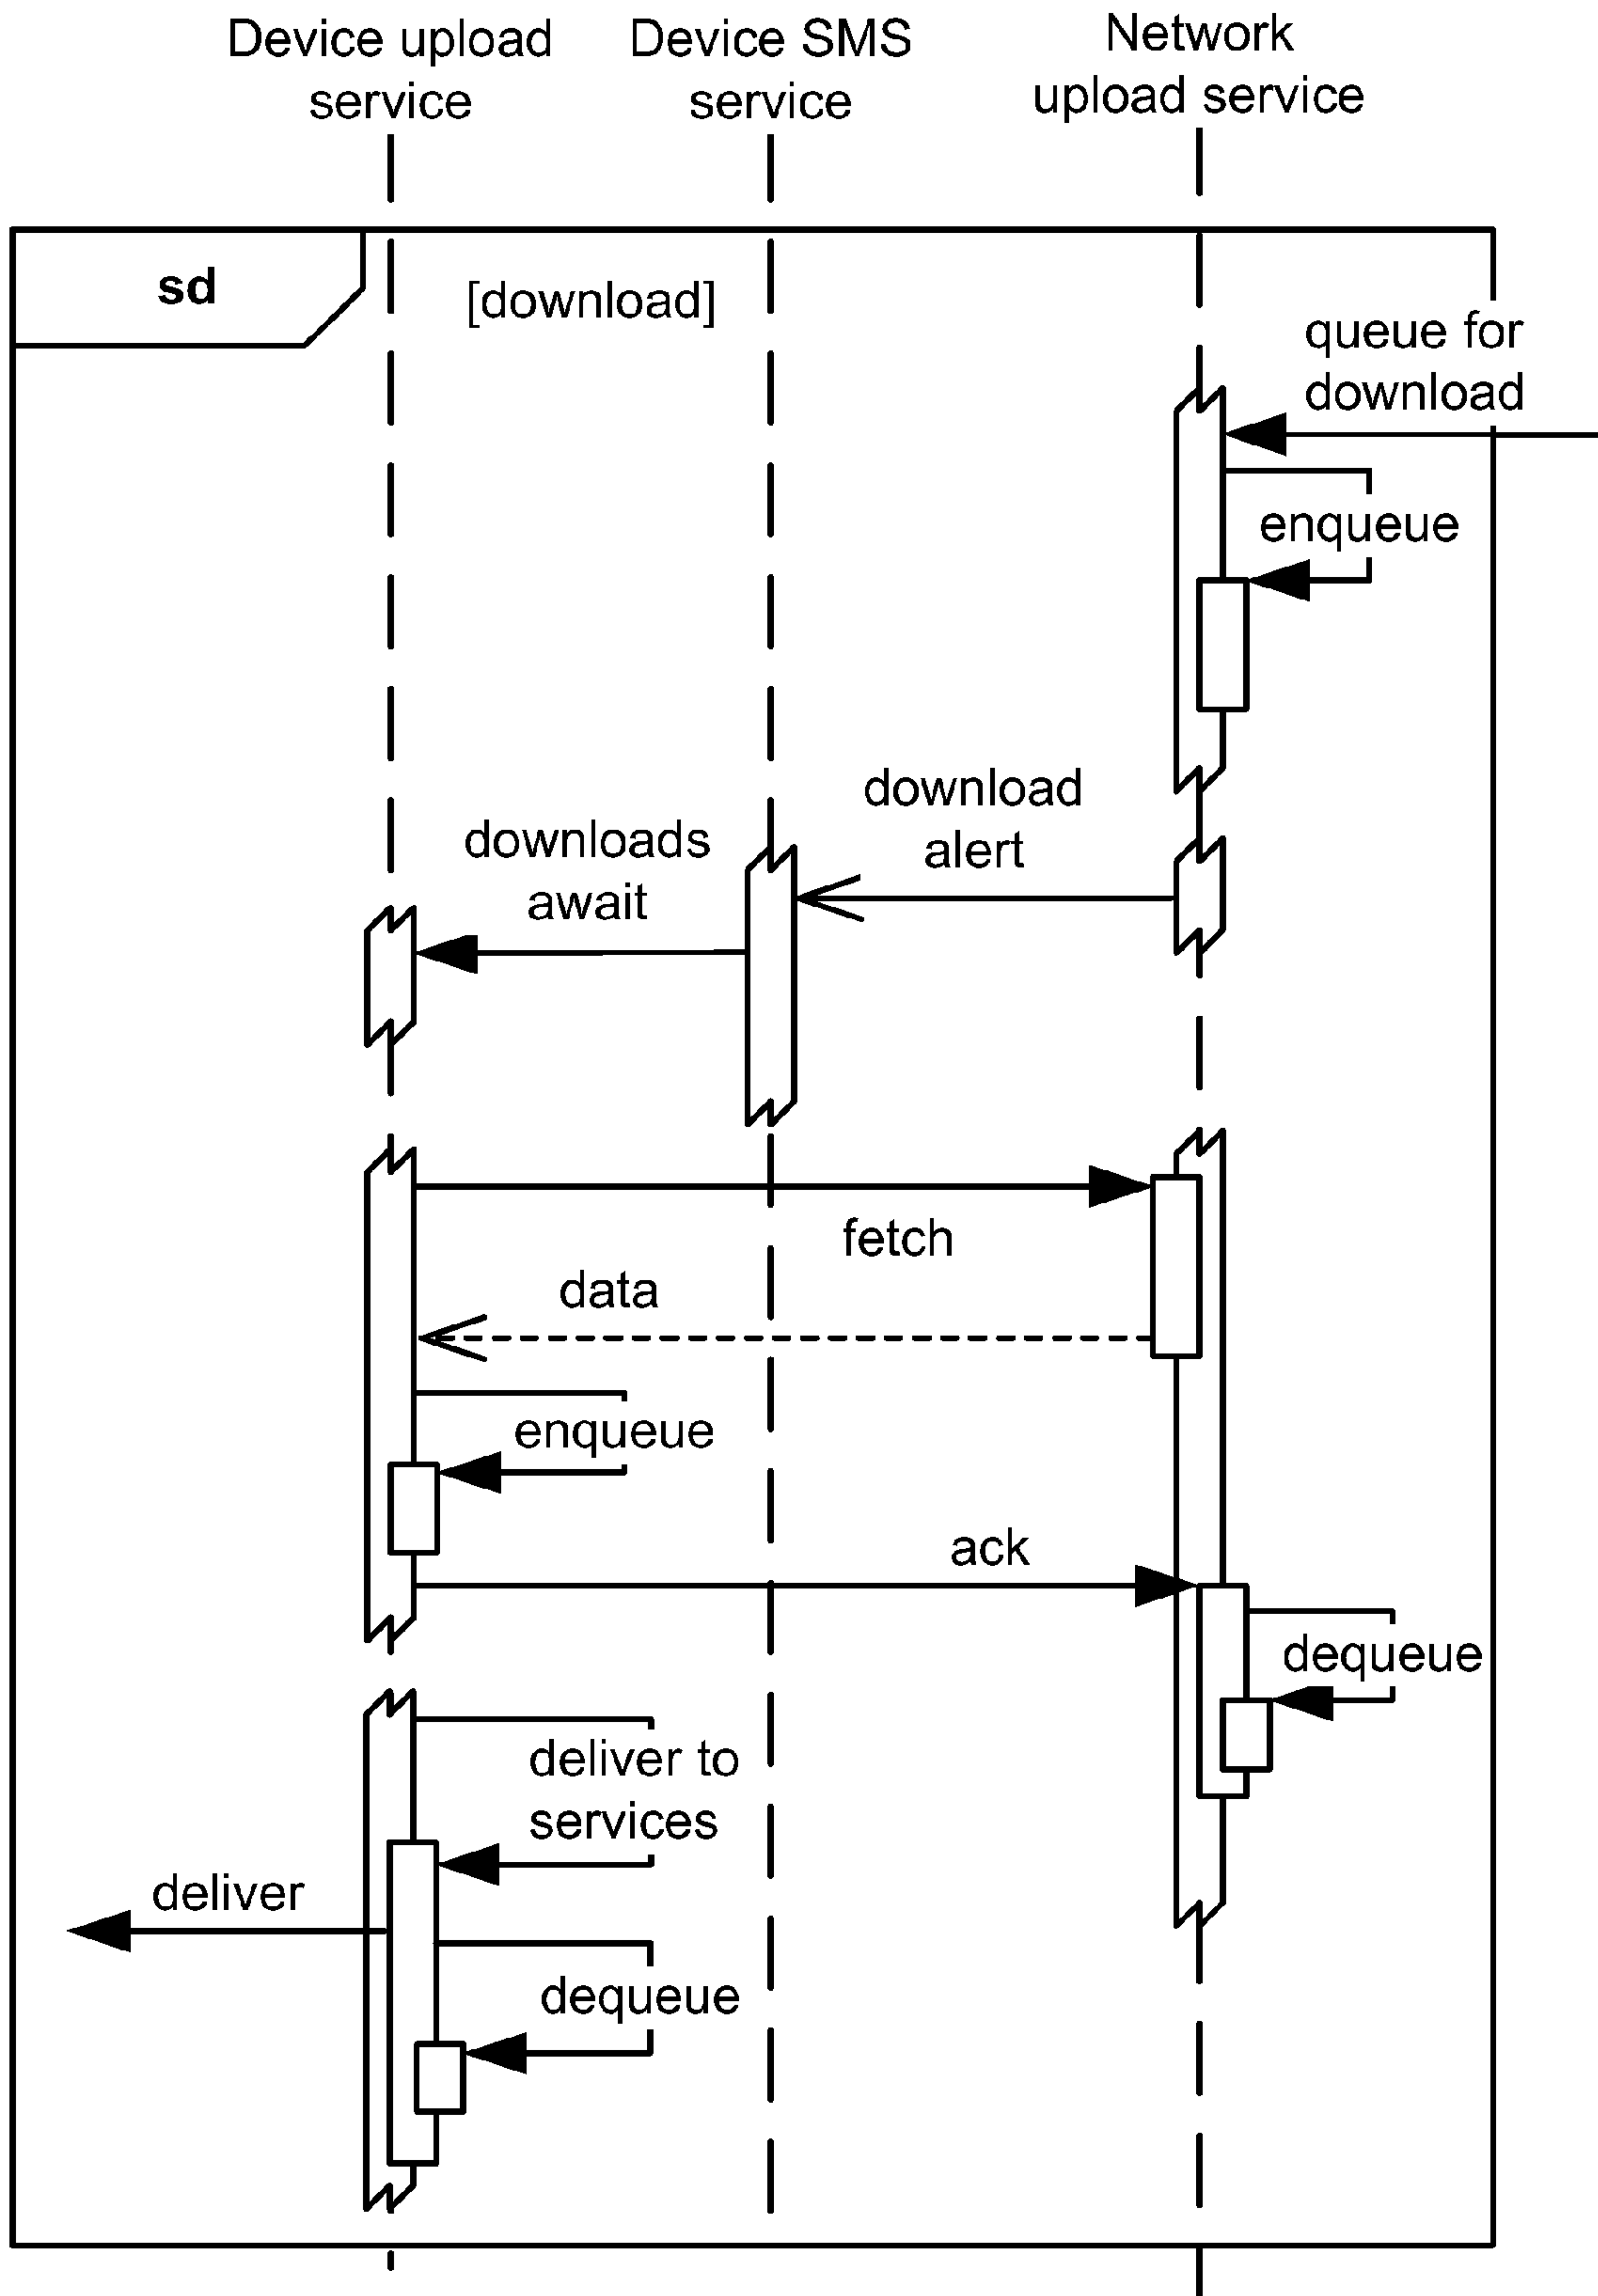 Device upload
service
Device SMS
service
Network
upload service
sd
[download]
queue for
download
enqueue
download
alert
downloads
await
fetch
data
enqueue
ack
dequeue
deliver to
services
deliver
dequeue